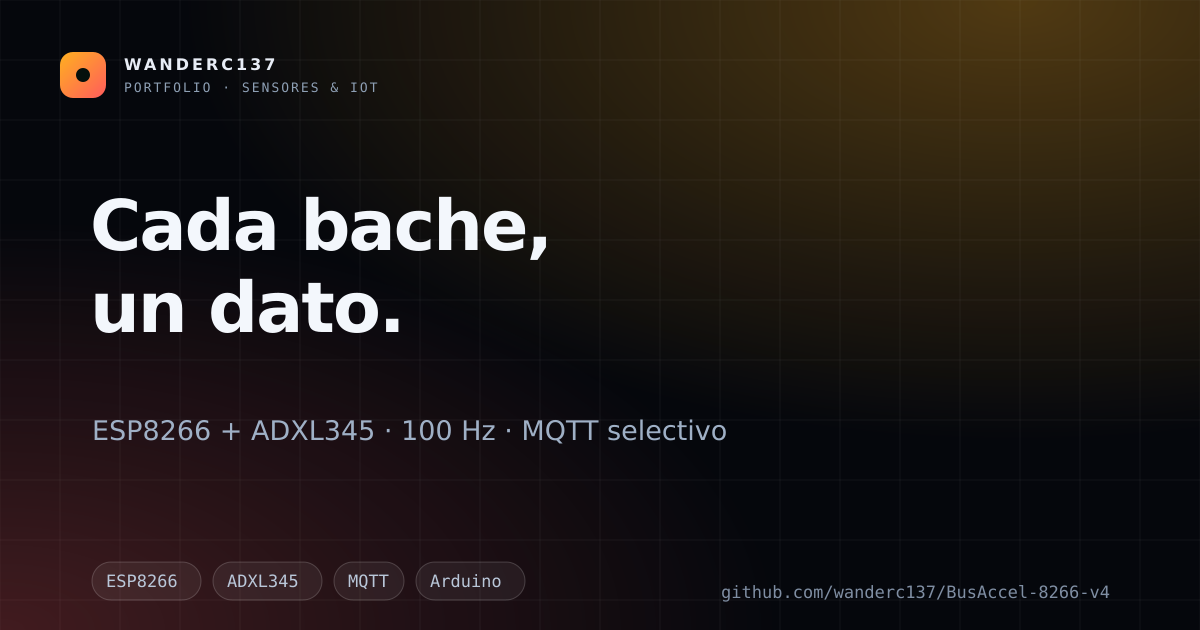 WANDERC137
PORTFOLIO · SENSORES & IOT
Cada bache,
un dato.
ESP8266 + ADXL345 · 100 Hz · MQTT selectivo
ESP8266
ADXL345
MQTT
Arduino
github.com/wanderc137/BusAccel-8266-v4